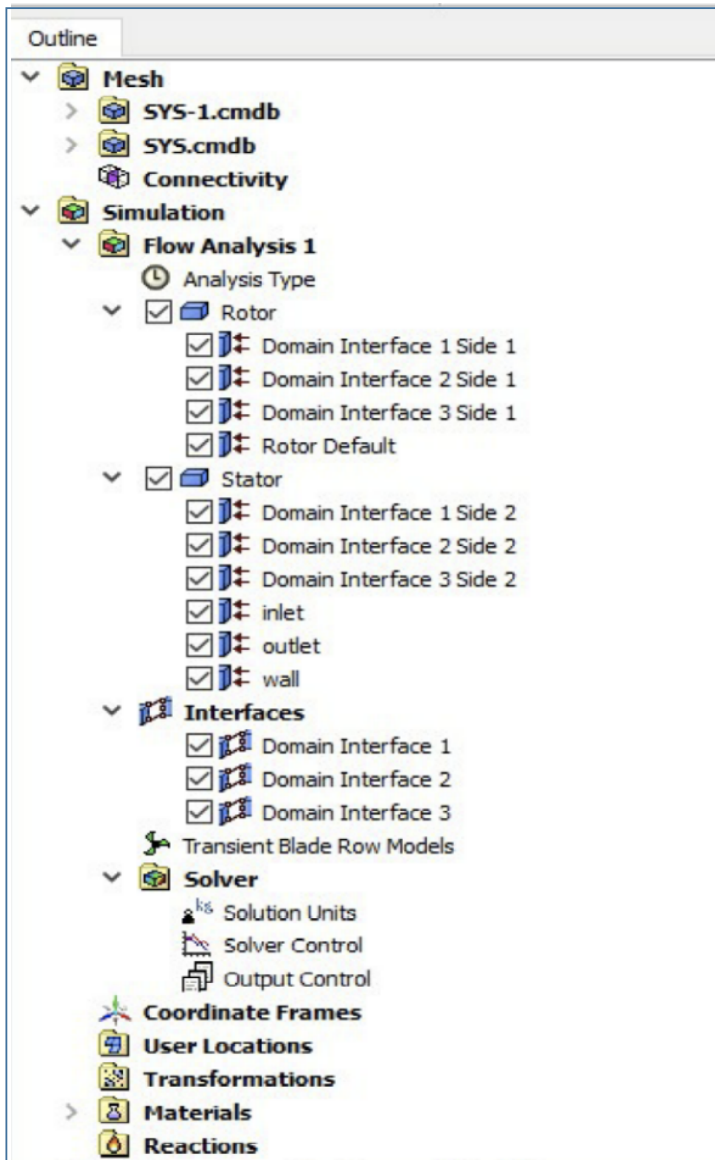 Outline
Mesh
SYS-1.cmdb
SYS.cmdb
Connectivity
Simulation
Flow Analysis 1
Analysis Type
Rotor
Domain Interface 1 Side 1
Domain Interface 2 Side 1
Domain Interface 3 Side 1
Rotor Default
Stator
Domain Interface 1 Side 2
Domain Interface 2 Side 2
Domain Interface 3 Side 2
inlet
outlet
wall
Interfaces
Domain Interface 1
Domain Interface 2
Domain Interface 3
Transient Blade Row Models
Solver
kg Solution Units
Solver Control
Output Control
Coordinate Frames
User Locations
Transformations
Materials
Reactions